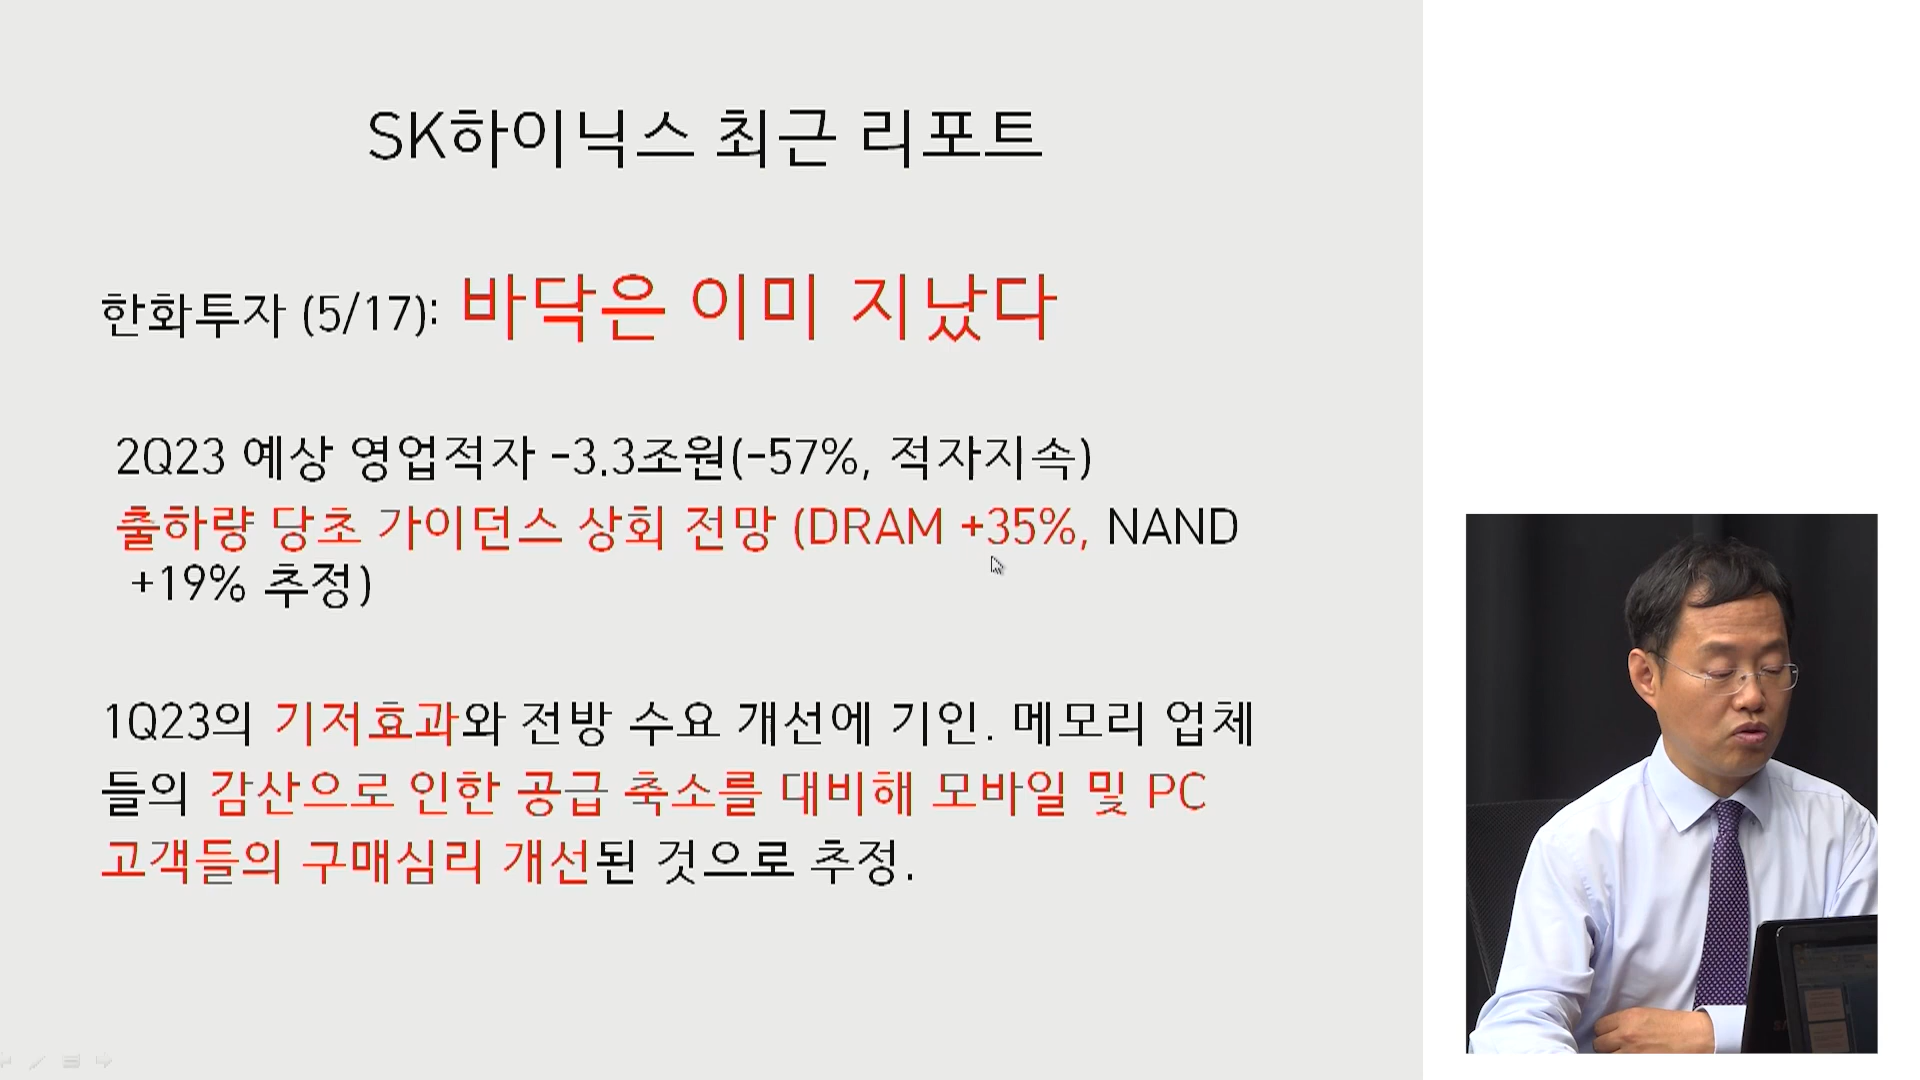 SK하이닉스 최근 리포트
한화투자 (5/17): 바닥은 이미 지났다
2Q23 예상 영업적자 -3.3조원(-57%, 적자지속)
출하량 당초 가이던스 상회 전망 (DRAM +35%, NAND
+19% 추정)
1Q23의 기저효과와 전방 수요 개선에 기인. 메모리 업체
들의 감산으로 인한 공급 축소를 대비해 모바일 및 PC
고객들의 구매심리 개선된 것으로 추정.